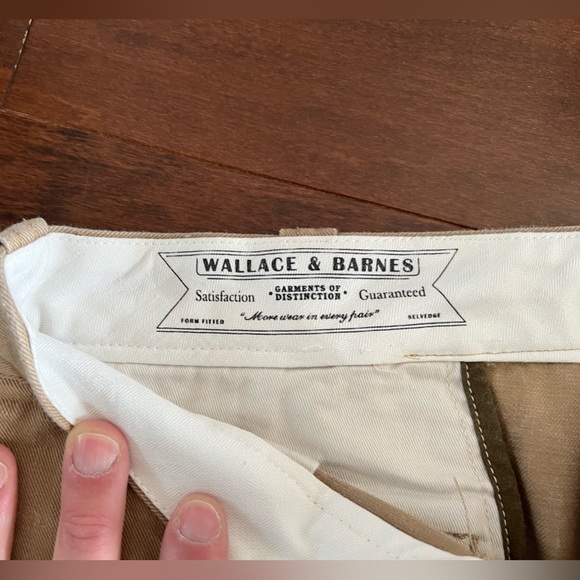 WALLACE & BARNES
Satisfaction • GARMENTS OF DISTINCTION • Guaranteed
FORM FITTED "More wear in every pair" SELVEDGE